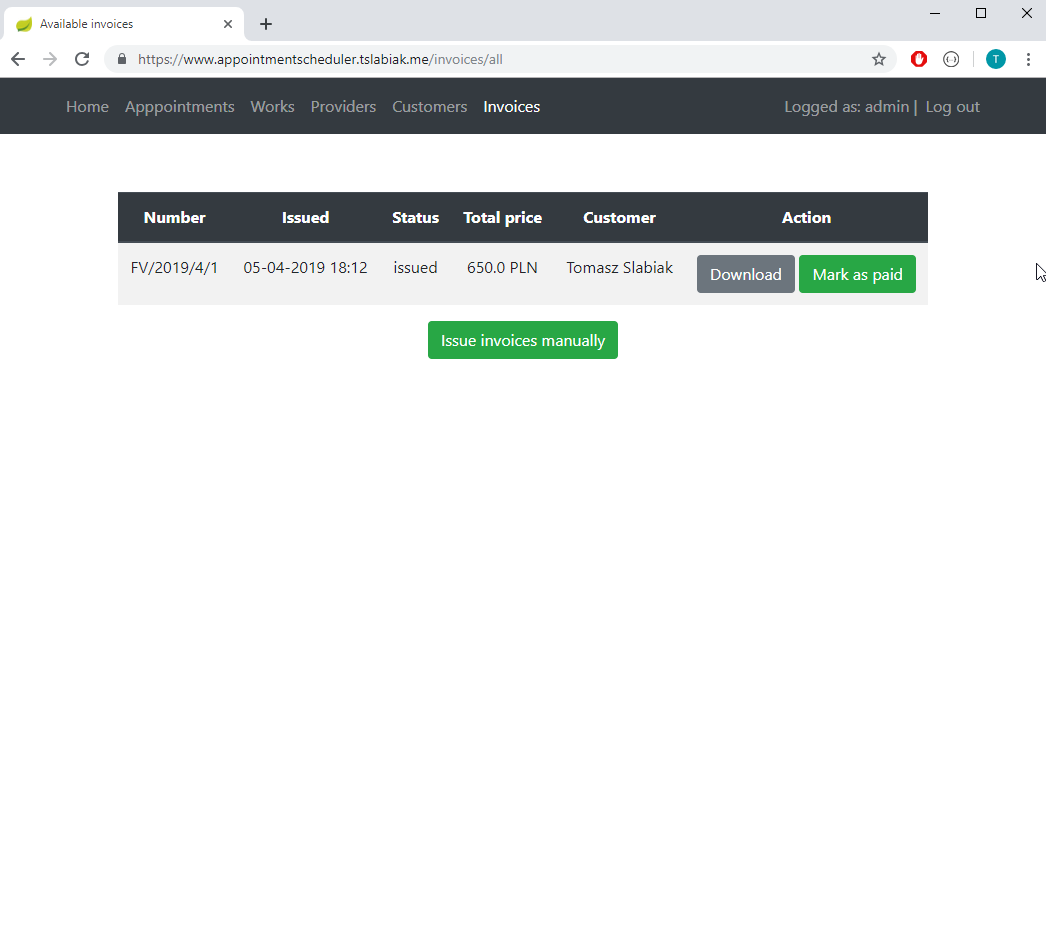 Available invoices
https://www.appointmentscheduler.tslabiak.me/invoices/all
T
Home Apppointments Works Providers Customers Invoices Logged as: admin | Log out
Number Issued Status Total price Customer Action
FV/2019/4/1 05-04-2019 18:12 issued 650.0 PLN Tomasz Slabiak Download Mark as paid
Issue invoices manually